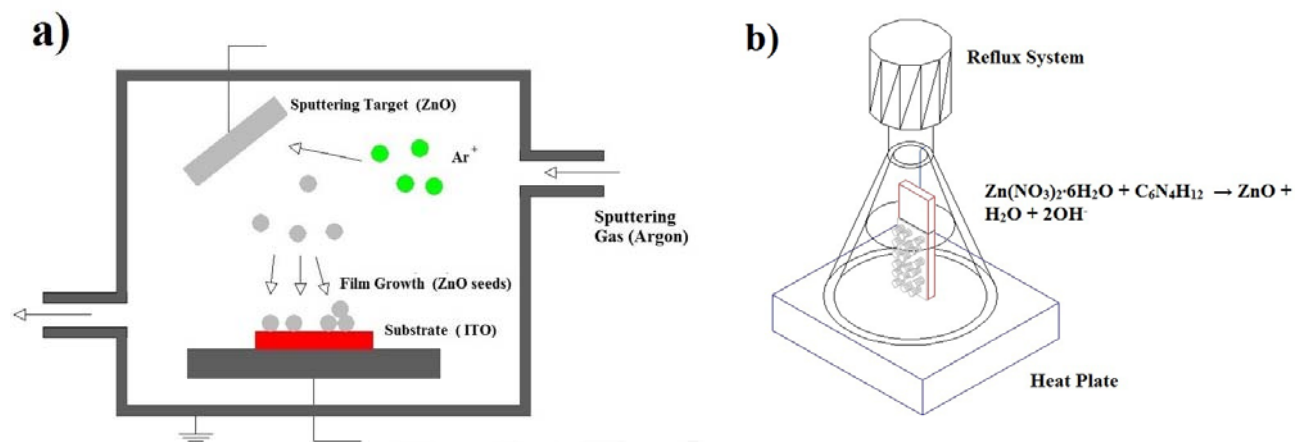 a)
Sputtering Target (ZnO)
Ar+
Sputtering
Gas (Argon)
Film Growth (ZnO seeds)
Substrate (ITO)
b)
Reflux System
Zn(NO₃)₂·6H₂O + C₆N₄H₁₂ → ZnO +
H₂O + 2OH-
Heat Plate